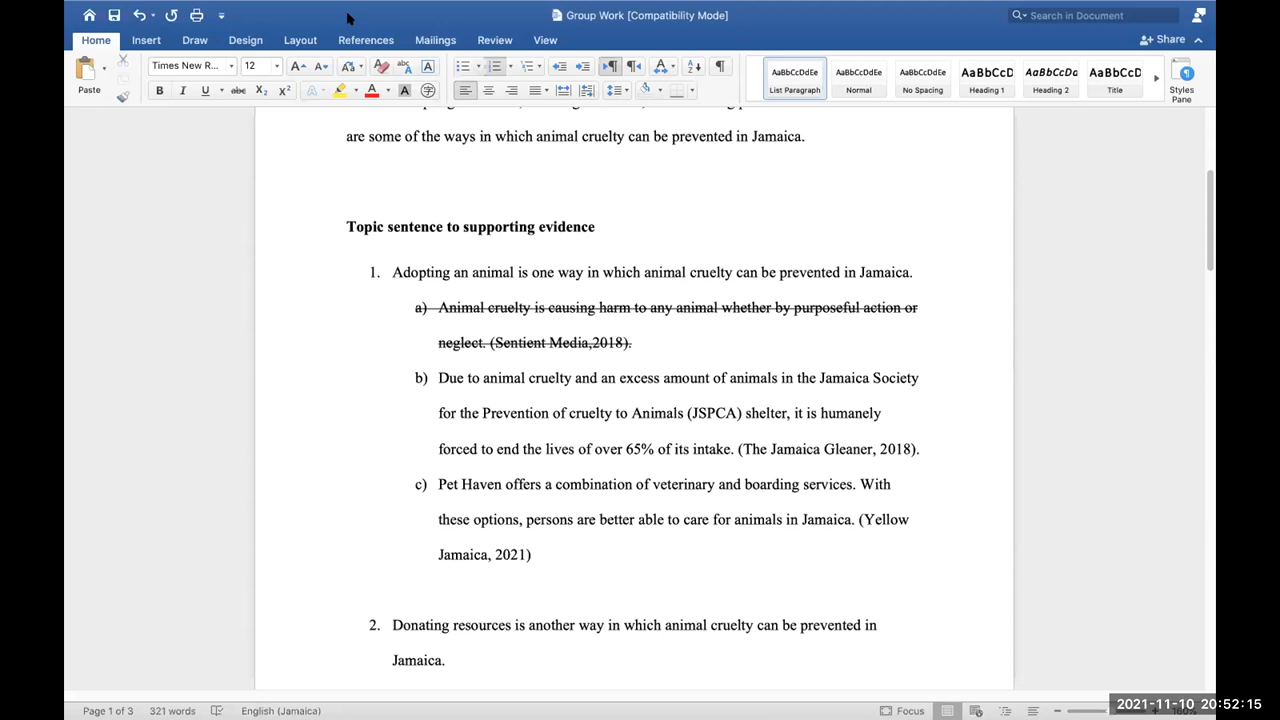 Group Work [Compatibility Mode]
Search in Document
Home Insert Draw Design Layout References Mailings Review View
Share
Times New R... 12
Paste
B I U abc X₂ X² A A
AaBbCcDdEe AaBbCcDdEe AaBbCcDdEe AaBbCcD AaBbCcDc AaBbCcD
List Paragraph Normal No Spacing Heading 1 Heading 2 Title
Styles
Pane
are some of the ways in which animal cruelty can be prevented in Jamaica.
Topic sentence to supporting evidence
1. Adopting an animal is one way in which animal cruelty can be prevented in Jamaica.
a) Animal cruelty is causing harm to any animal whether by purposeful action or
neglect. (Sentient Media,2018).
b) Due to animal cruelty and an excess amount of animals in the Jamaica Society
for the Prevention of cruelty to Animals (JSPCA) shelter, it is humanely
forced to end the lives of over 65% of its intake. (The Jamaica Gleaner, 2018).
c) Pet Haven offers a combination of veterinary and boarding services. With
these options, persons are better able to care for animals in Jamaica. (Yellow
Jamaica, 2021)
2. Donating resources is another way in which animal cruelty can be prevented in
Jamaica.
Page 1 of 3 321 words English (Jamaica) Focus
2021-11-10 20:52:15